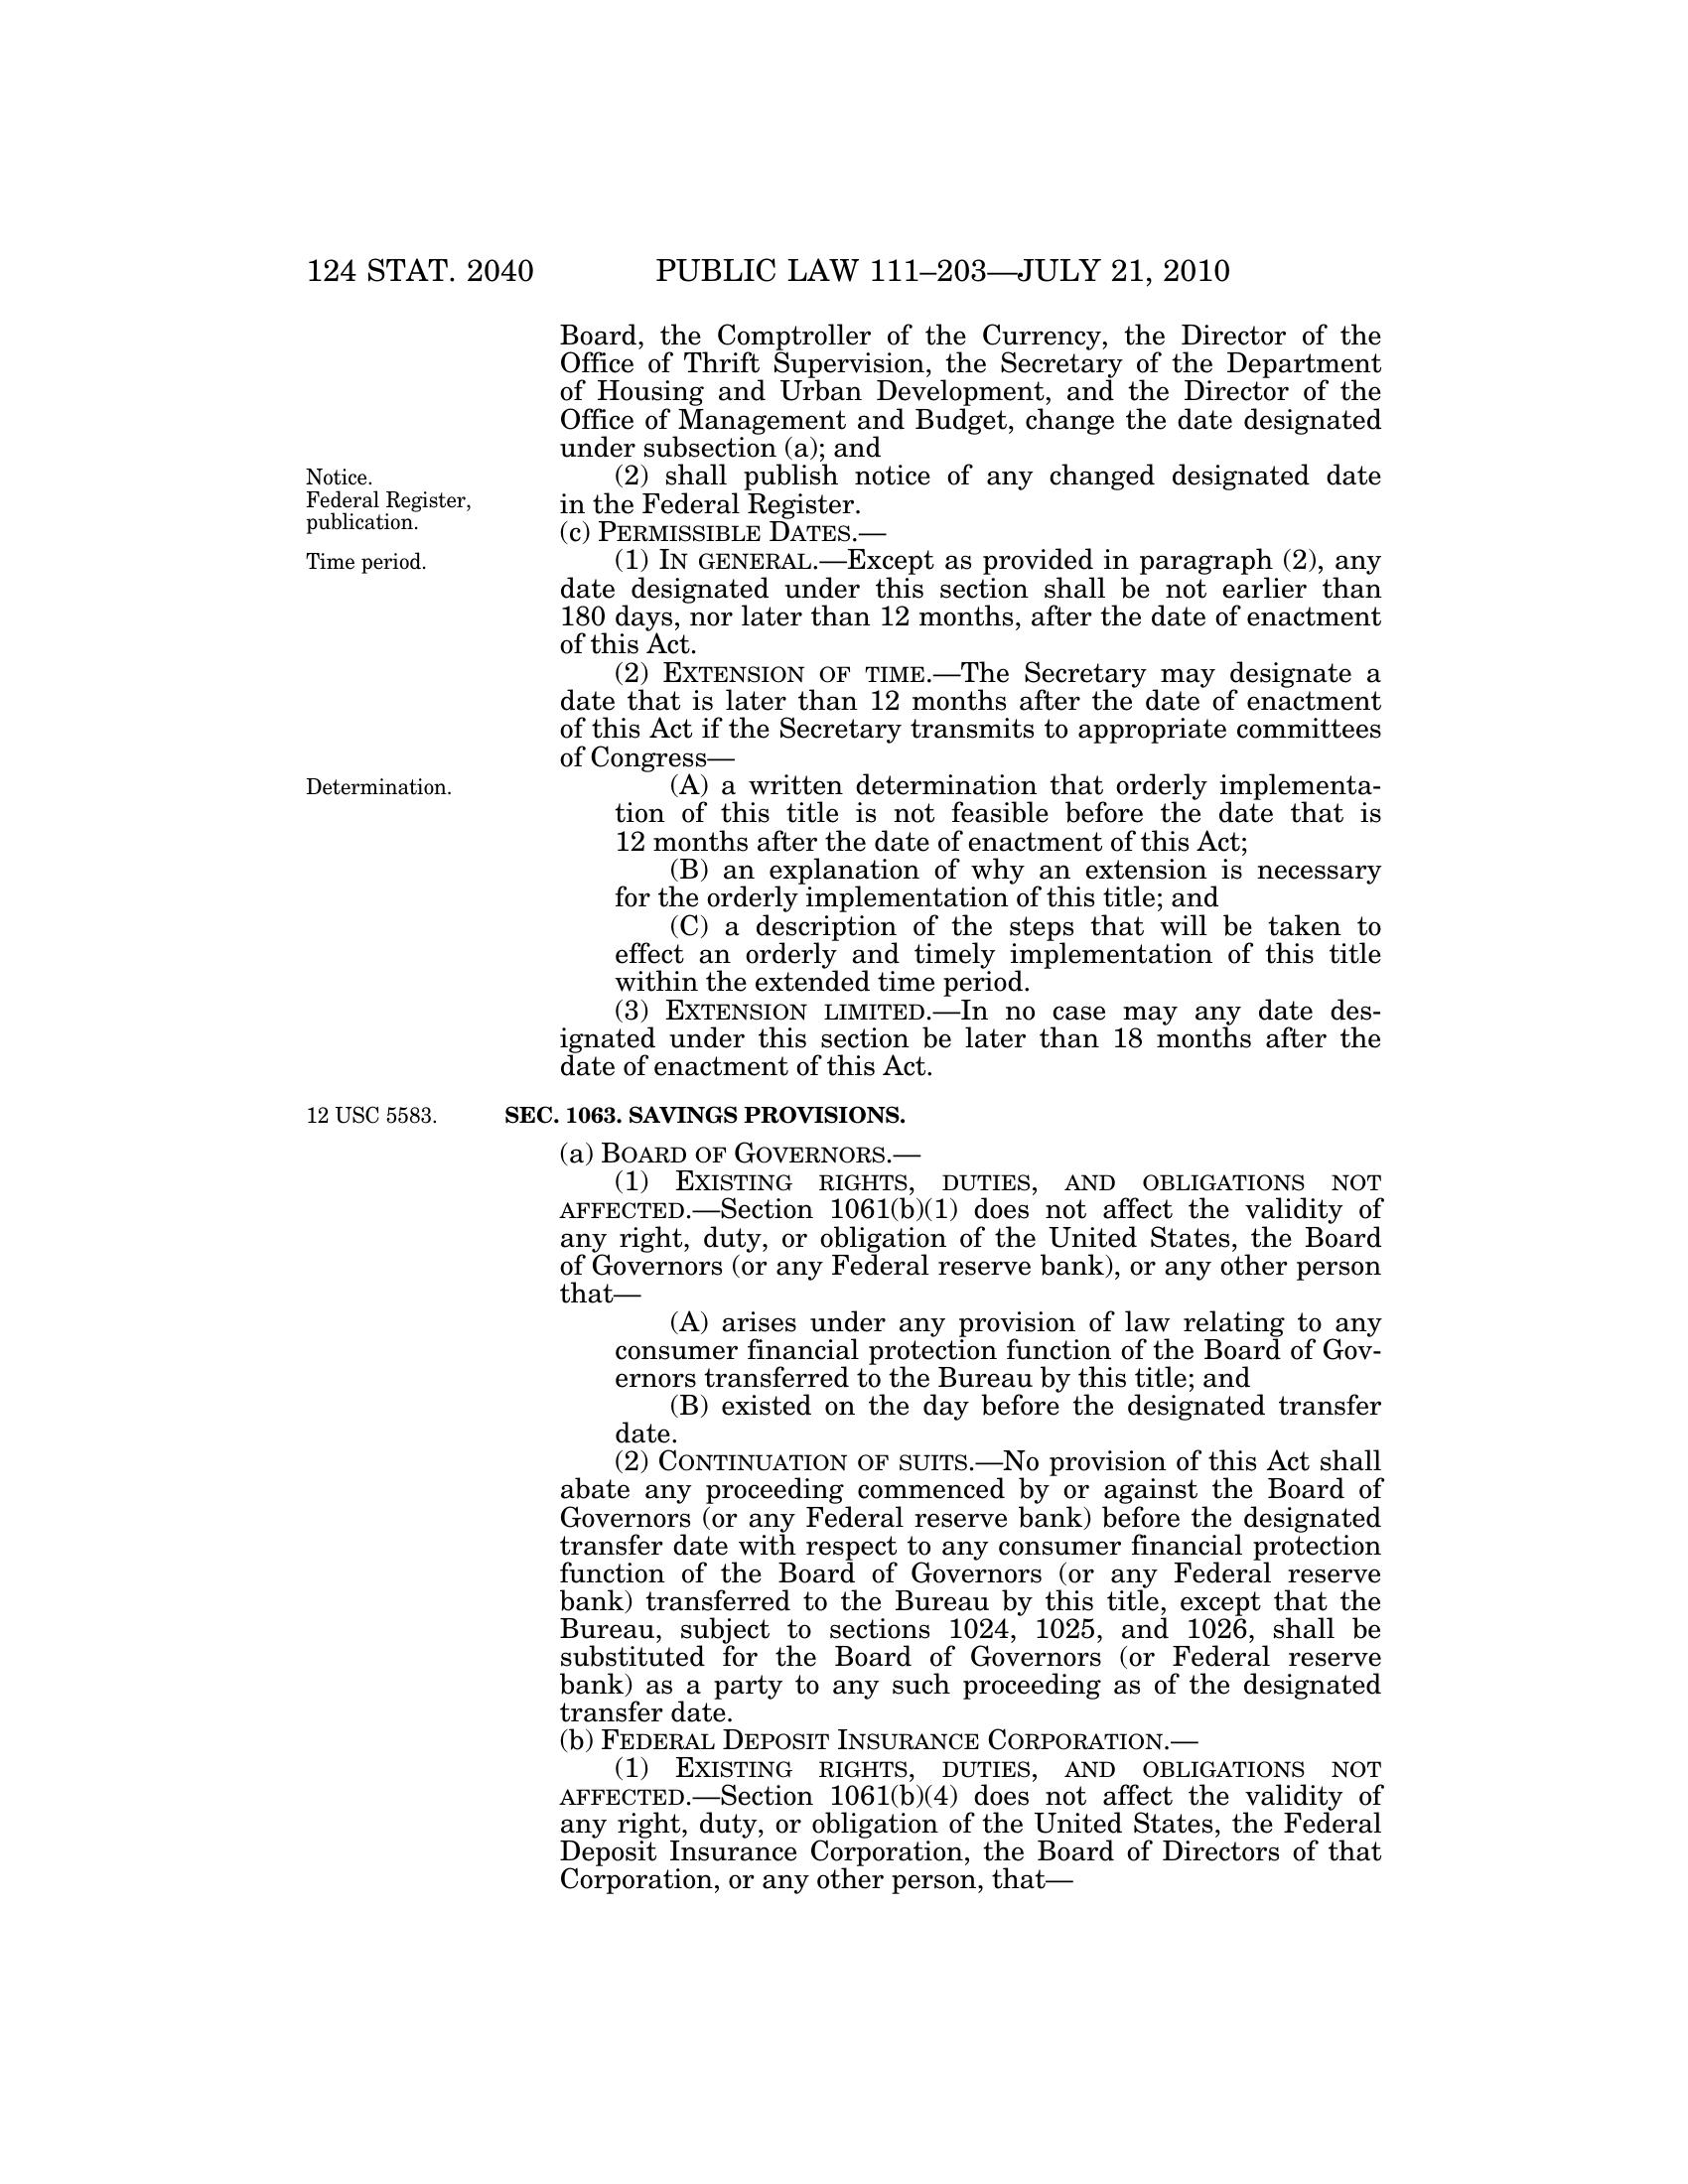 124 STAT. 2040 PUBLIC LAW 111–203—JULY 21, 2010
Board, the Comptroller of the Currency, the Director of the
Office of Thrift Supervision, the Secretary of the Department
of Housing and Urban Development, and the Director of the
Office of Management and Budget, change the date designated
under subsection (a); and
Notice.
Federal Register,
publication.
(2) shall publish notice of any changed designated date
in the Federal Register.
(c) PERMISSIBLE DATES.—
Time period.
(1) IN GENERAL.—Except as provided in paragraph (2), any
date designated under this section shall be not earlier than
180 days, nor later than 12 months, after the date of enactment
of this Act.
(2) EXTENSION OF TIME.—The Secretary may designate a
date that is later than 12 months after the date of enactment
of this Act if the Secretary transmits to appropriate committees
of Congress—
Determination.
(A) a written determination that orderly implementa-
tion of this title is not feasible before the date that is
12 months after the date of enactment of this Act;
(B) an explanation of why an extension is necessary
for the orderly implementation of this title; and
(C) a description of the steps that will be taken to
effect an orderly and timely implementation of this title
within the extended time period.
(3) EXTENSION LIMITED.—In no case may any date des-
ignated under this section be later than 18 months after the
date of enactment of this Act.
12 USC 5583.
SEC. 1063. SAVINGS PROVISIONS.
(a) BOARD OF GOVERNORS.—
(1) EXISTING RIGHTS, DUTIES, AND OBLIGATIONS NOT
AFFECTED.—Section 1061(b)(1) does not affect the validity of
any right, duty, or obligation of the United States, the Board
of Governors (or any Federal reserve bank), or any other person
that—
(A) arises under any provision of law relating to any
consumer financial protection function of the Board of Gov-
ernors transferred to the Bureau by this title; and
(B) existed on the day before the designated transfer
date.
(2) CONTINUATION OF SUITS.—No provision of this Act shall
abate any proceeding commenced by or against the Board of
Governors (or any Federal reserve bank) before the designated
transfer date with respect to any consumer financial protection
function of the Board of Governors (or any Federal reserve
bank) transferred to the Bureau by this title, except that the
Bureau, subject to sections 1024, 1025, and 1026, shall be
substituted for the Board of Governors (or Federal reserve
bank) as a party to any such proceeding as of the designated
transfer date.
(b) FEDERAL DEPOSIT INSURANCE CORPORATION.—
(1) EXISTING RIGHTS, DUTIES, AND OBLIGATIONS NOT
AFFECTED.—Section 1061(b)(4) does not affect the validity of
any right, duty, or obligation of the United States, the Federal
Deposit Insurance Corporation, the Board of Directors of that
Corporation, or any other person, that—